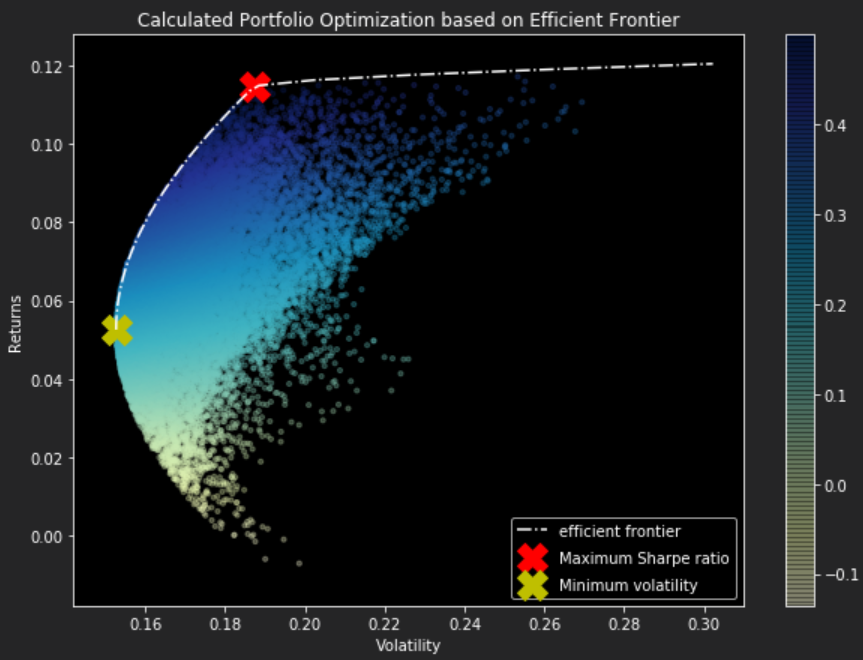 Calculated Portfolio Optimization based on Efficient Frontier
0.12
0.10
0.08
0.06
0.04
0.02
0.00
Returns
0.16 0.18 0.20 0.22 0.24 0.26 0.28 0.30
Volatility
efficient frontier
Maximum Sharpe ratio
Minimum volatility
0.4
0.3
0.2
0.1
0.0
−0.1